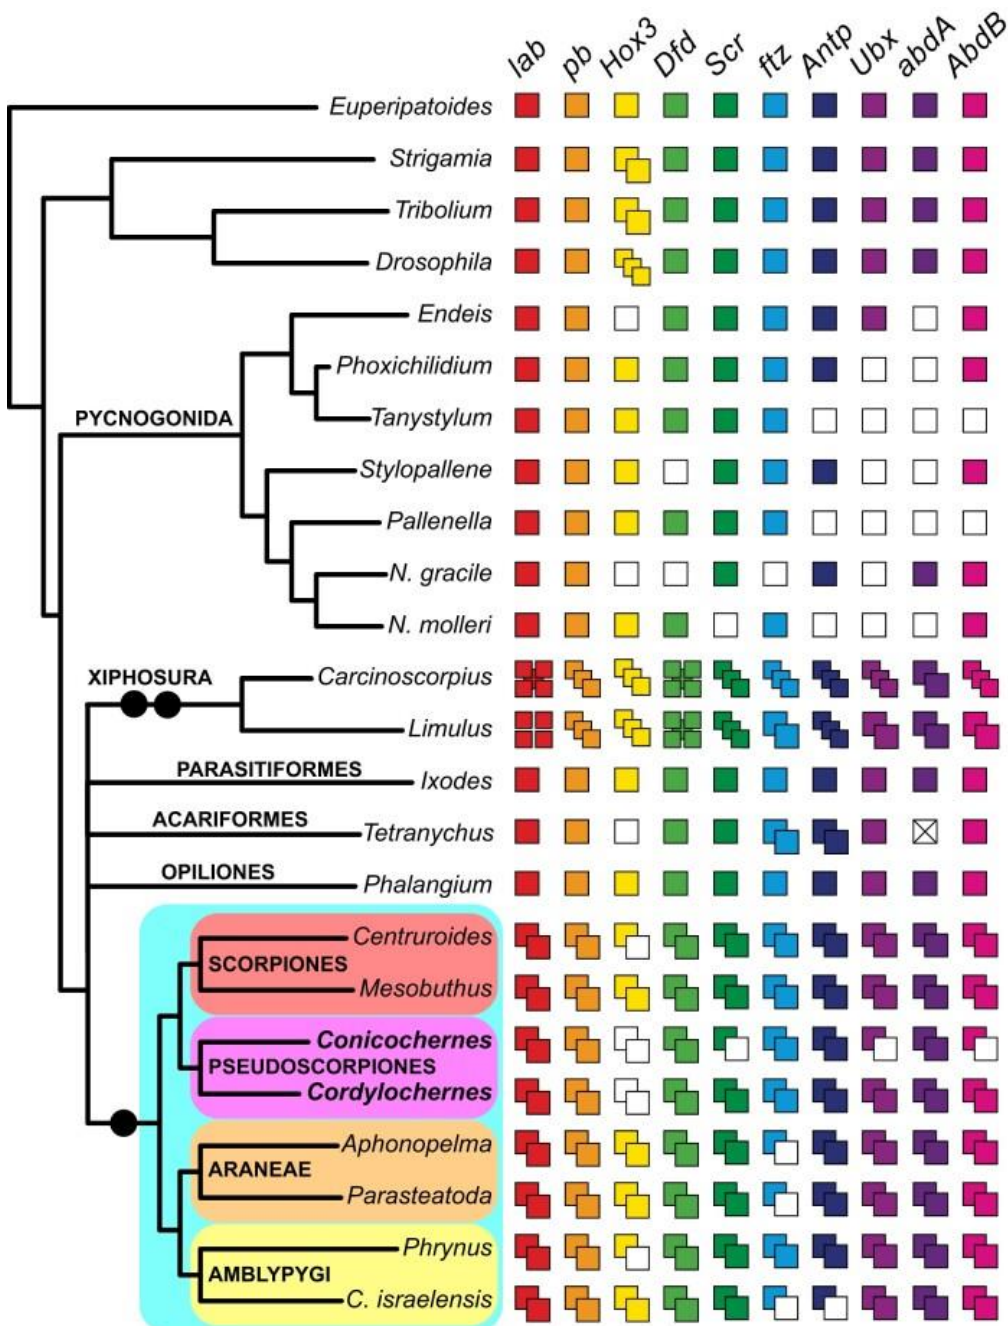 lab pb Hox3 Dfd Scr ftz Antp Ubx abdA AbdB
Euperipatoides
Strigamia
Tribolium
Drosophila
Endeis
Phoxichilidium
PYCNOGONIDA
Tanystylum
Stylopallene
Pallenella
N. gracile
N. molleri
XIPHOSURA
Carcinoscorpius
Limulus
PARASITIFORMES
Ixodes
ACARIFORMES
Tetranychus
OPILIONES
Phalangium
Centruroides
SCORPIONES
Mesobuthus
Conicochernes
PSEUDOSCORPIONES
Cordylochernes
Aphonopelma
ARANEAE
Parasteatoda
Phrynus
AMBLYPYGI
C. israelensis